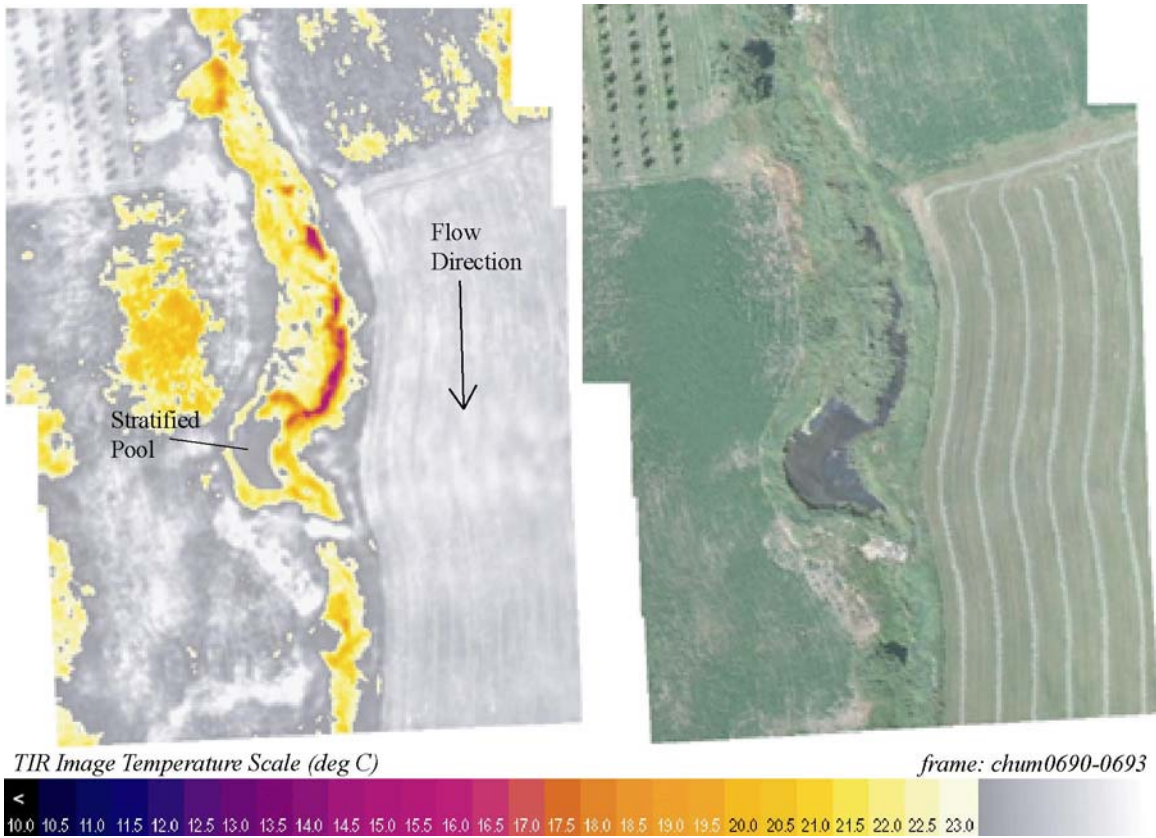 Flow
Direction
Stratified
Pool
TIR Image Temperature Scale (deg C)
frame: chum0690-0693
<
10.0 10.5 11.0 11.5 12.0 12.5 13.0 13.5 14.0 14.5 15.0 15.5 16.0 16.5 17.0 17.5 18.0 18.5 19.0 19.5 20.0 20.5 21.0 21.5 22.0 22.5 23.0